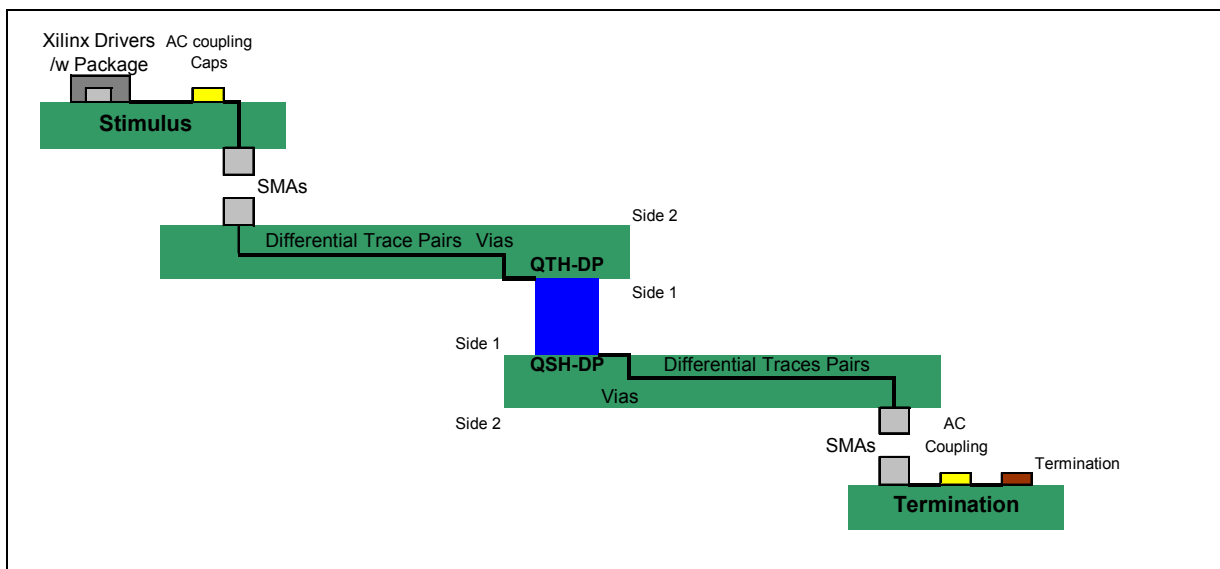 Xilinx Drivers
/w Package
AC coupling
Caps
Stimulus
SMAs
Side 2
Differential Trace Pairs Vias
QTH-DP
Side 1
Side 1
QSH-DP
Differential Traces Pairs
Vias
Side 2
AC
Coupling
SMAs
Termination
Termination